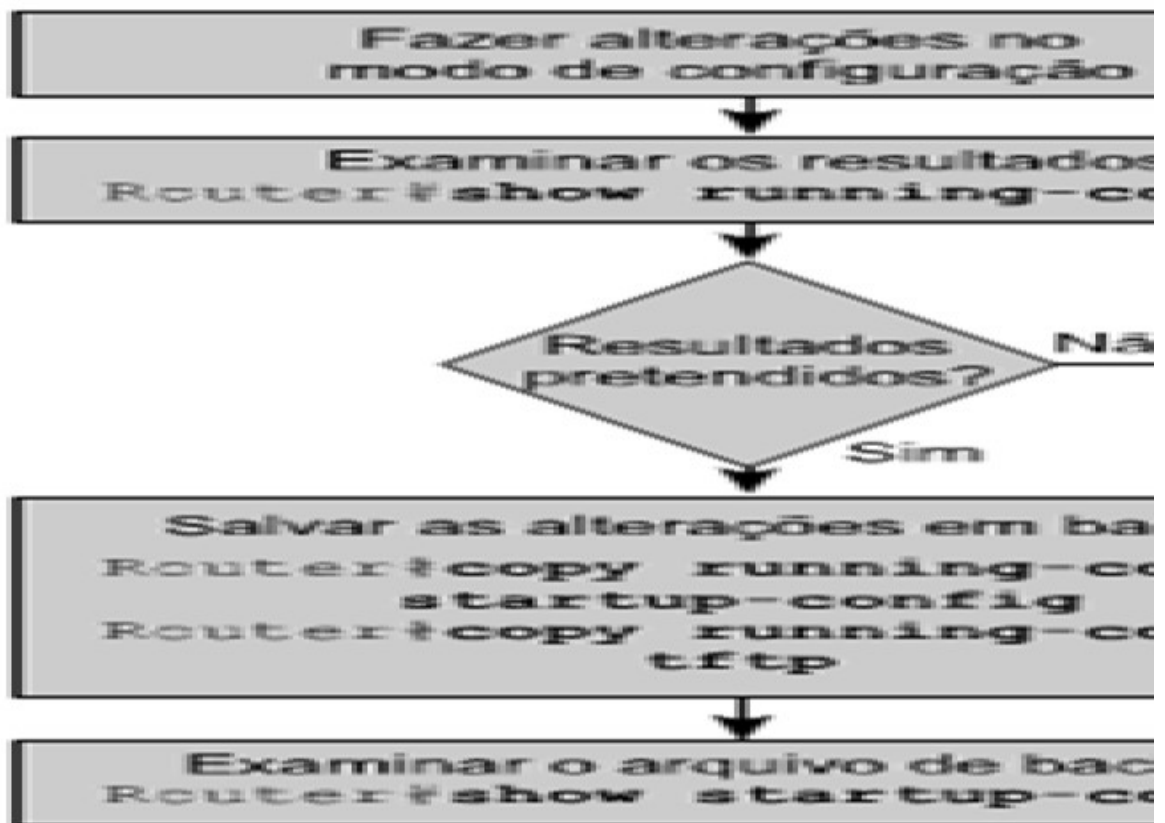 Fazer alterações no
modo de configuração
Examinar os resultados
Router#show running-co
Resultados
pretendidos?
Nã
Sim
Salvar as alterações em bac
Router#copy running-co
startup-config
Router#copy running-co
tftp
Examinar o arquivo de bac
Router#show startup-co